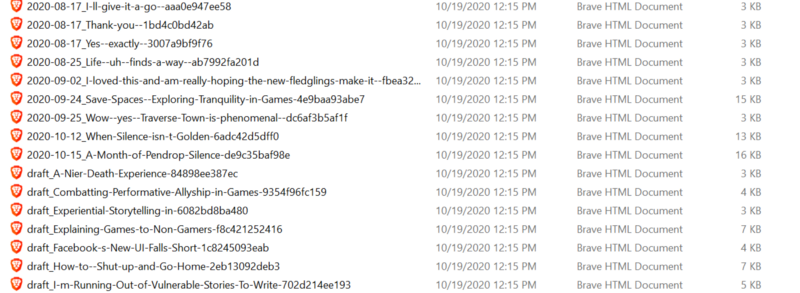 2020-08-17_I-ll-give-it-a-go--aaa0e947ee58 10/19/2020 12:15 PM Brave HTML Document 3 KB
2020-08-17_Thank-you--1bd4c0bd42ab 10/19/2020 12:15 PM Brave HTML Document 3 KB
2020-08-17_Yes--exactly--3007a9bf9f76 10/19/2020 12:15 PM Brave HTML Document 3 KB
2020-08-25_Life--uh--finds-a-way--ab7992fa201d 10/19/2020 12:15 PM Brave HTML Document 3 KB
2020-09-02_I-loved-this-and-am-really-hoping-the-new-fledglings-make-it--fbea32... 10/19/2020 12:15 PM Brave HTML Document 3 KB
2020-09-24_Save-Spaces--Exploring-Tranquility-in-Games-4e9baa93abe7 10/19/2020 12:15 PM Brave HTML Document 15 KB
2020-09-25_Wow--yes--Traverse-Town-is-phenomenal--dc6af3b5af1f 10/19/2020 12:15 PM Brave HTML Document 3 KB
2020-10-12_When-Silence-isn-t-Golden-6adc42d5dff0 10/19/2020 12:15 PM Brave HTML Document 13 KB
2020-10-15_A-Month-of-Pendrop-Silence-de9c35baf98e 10/19/2020 12:15 PM Brave HTML Document 16 KB
draft_A-Nier-Death-Experience-84898ee387ec 10/19/2020 12:15 PM Brave HTML Document 3 KB
draft_Combatting-Performative-Allyship-in-Games-9354f96fc159 10/19/2020 12:15 PM Brave HTML Document 4 KB
draft_Experiential-Storytelling-in-6082bd8ba480 10/19/2020 12:15 PM Brave HTML Document 3 KB
draft_Explaining-Games-to-Non-Gamers-f8c421252416 10/19/2020 12:15 PM Brave HTML Document 7 KB
draft_Facebook-s-New-UI-Falls-Short-1c8245093eab 10/19/2020 12:15 PM Brave HTML Document 4 KB
draft_How-to--Shut-up-and-Go-Home-2eb13092deb3 10/19/2020 12:15 PM Brave HTML Document 7 KB
draft_I-m-Running-Out-of-Vulnerable-Stories-To-Write-702d214ee193 10/19/2020 12:15 PM Brave HTML Document 5 KB